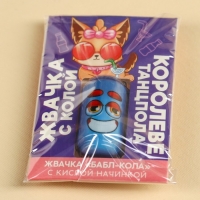 ЖВАЧКА
С КОЛОЙ
КОРОЛЕВЕ
ТАНЦПОЛА
ЖВАЧКА «БАБЛ-КОЛА»
С КИСЛОЙ НАЧИНКОЙ